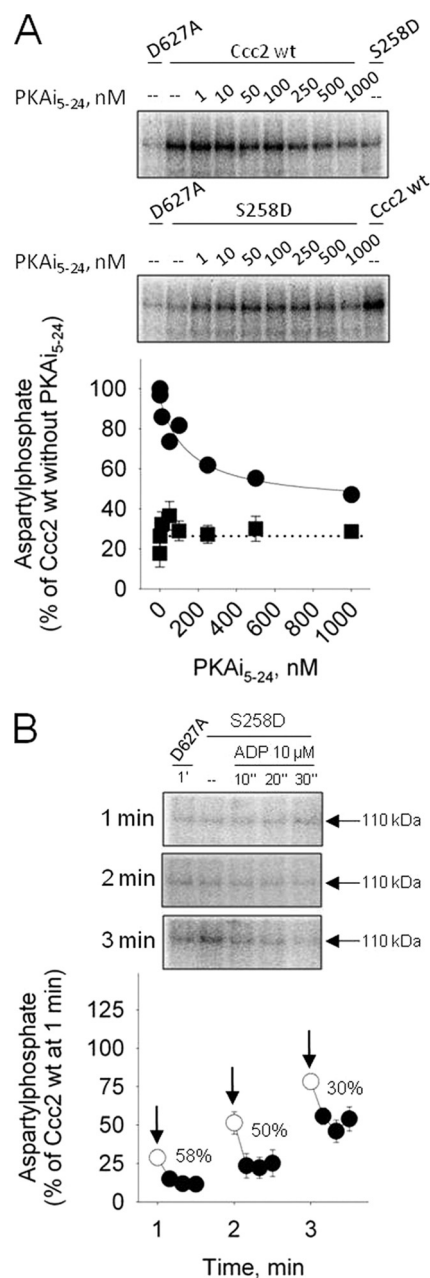 A
D627A Ccc2 wt S258D
PKAi5-24, nM -- -- 1 10 50 100 250 500 1000 --
D627A S258D Ccc2 wt
PKAi5-24, nM -- -- 1 10 50 100 250 500 1000 --
Aspartylphosphate
(% of Ccc2 wt without PKAi5-24)
100
80
60
40
20
0
0 200 400 600 800 1000
PKAi5-24, nM
B
D627A S258D
ADP 10 µM
1' -- 10" 20" 30"
1 min 110 kDa
2 min 110 kDa
3 min 110 kDa
Aspartylphosphate
(% of Ccc2 wt at 1 min)
125
100
75
50
25
0
58% 50% 30%
1 2 3
Time, min